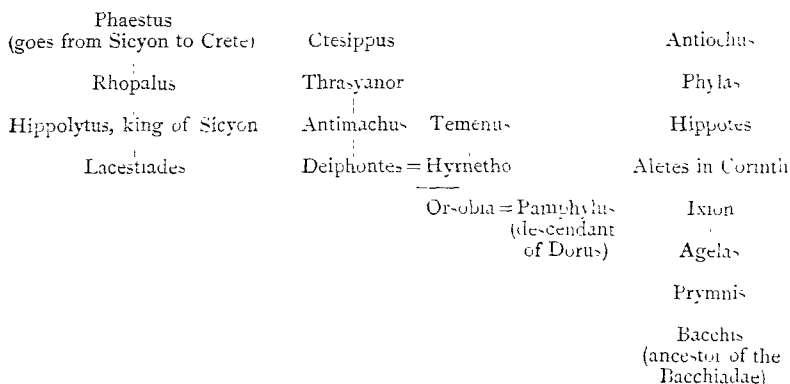 Phaestus
(goes from Sicyon to Crete) Ctesippus Antiochus
Rhopalus Thrasyanor Phylas
Hippolytus, king of Sicyon Antimachus Temenus Hippotes
Lacestiades Deiphontes = Hyrnetho Aletes in Corinth
Orsobia = Pamphylus Ixion
(descendant
of Dorus) Agelas
Prymnis
Bacchis
(ancestor of the
Bacchiadae)